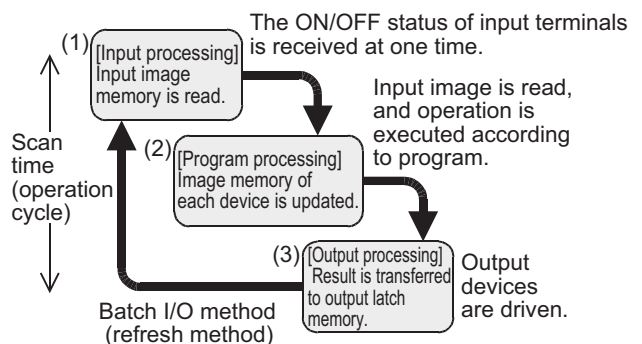 The ON/OFF status of input terminals
is received at one time.
(1)
[Input processing]
Input image
memory is read.
Input image is read,
and operation is
executed according
to program.
Scan
time
(operation
cycle)
(2)
[Program processing]
Image memory of
each device is updated.
(3)
[Output processing]
Result is transferred
to output latch
memory.
Output
devices
are driven.
Batch I/O method
(refresh method)